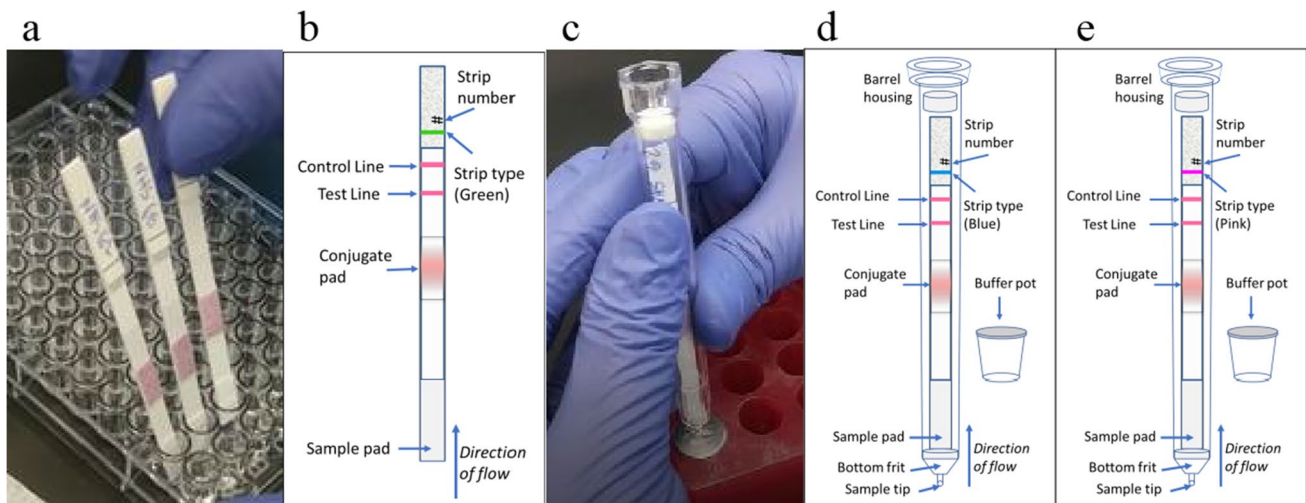 a
b
c
d
e
Strip
number
#
Control Line
Test Line
Strip type
(Green)
Conjugate
pad
Sample pad
Direction
of flow
Barrel
housing
Strip
number
#
Control Line
Test Line
Strip type
(Blue)
Conjugate
pad
Buffer pot
Sample pad
Bottom frit
Sample tip
Direction
of flow
Barrel
housing
Strip
number
#
Control Line
Test Line
Strip type
(Pink)
Conjugate
pad
Buffer pot
Sample pad
Bottom frit
Sample tip
Direction
of flow